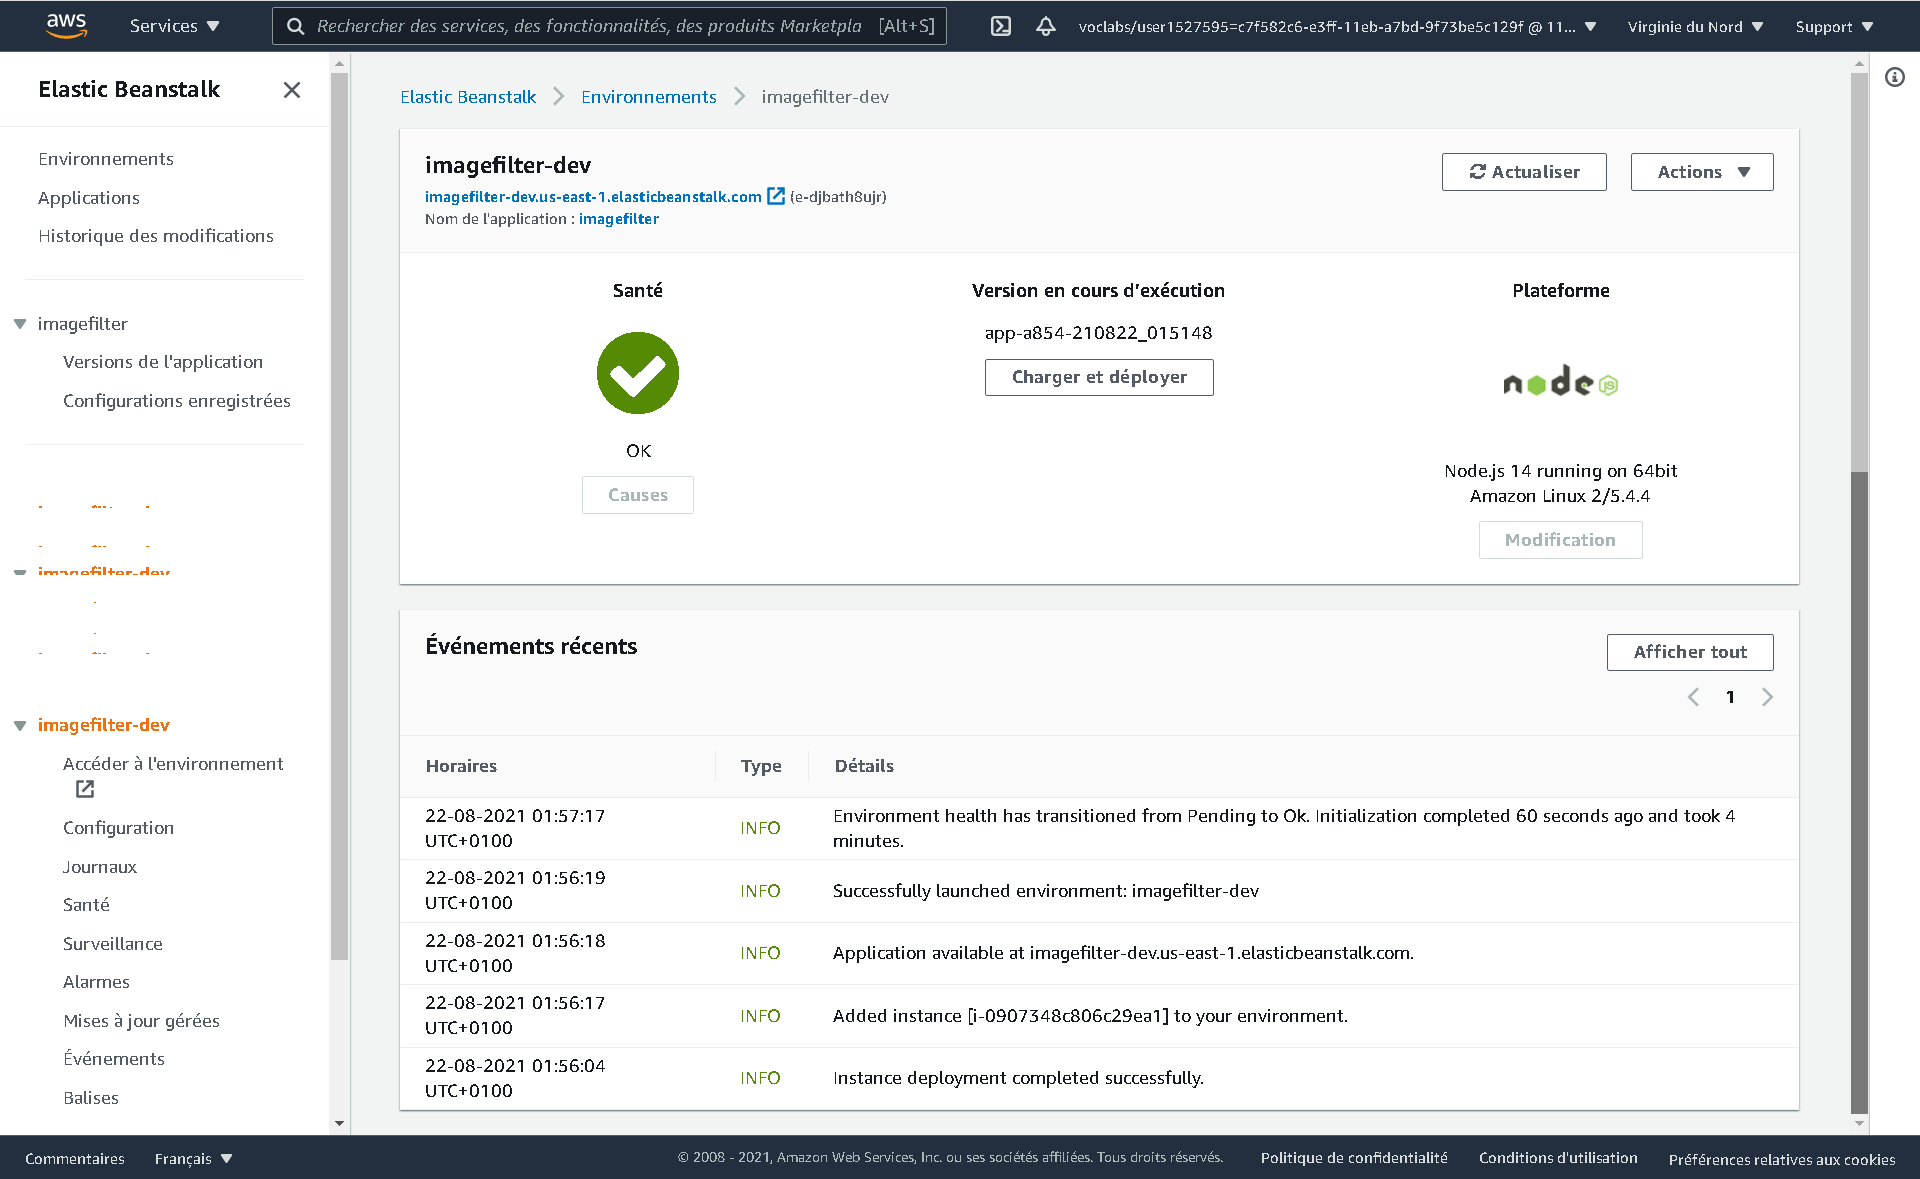 aws
Services
Rechercher des services, des fonctionnalités, des produits Marketpla [Alt+S]
voclabs/user1527595=c7f582c6-e3ff-11eb-a7bd-9f73be5c129f @ 11...
Virginie du Nord
Support
Elastic Beanstalk
Environnements
Applications
Historique des modifications
imagefilter
Versions de l'application
Configurations enregistrées
imagefilter-dev
imagefilter-dev
Accéder à l'environnement
Configuration
Journaux
Santé
Surveillance
Alarmes
Mises à jour gérées
Événements
Balises
Elastic Beanstalk
Environnements
imagefilter-dev
imagefilter-dev
imagefilter-dev.us-east-1.elasticbeanstalk.com (e-djbath8ujr)
Nom de l'application : imagefilter
Actualiser
Actions
Santé
OK
Causes
Version en cours d'exécution
app-a854-210822_015148
Charger et déployer
Plateforme
node JS
Node.js 14 running on 64bit
Amazon Linux 2/5.4.4
Modification
Événements récents
Afficher tout
1
Horaires Type Détails
22-08-2021 01:57:17
UTC+0100
INFO
Environment health has transitioned from Pending to Ok. Initialization completed 60 seconds ago and took 4
minutes.
22-08-2021 01:56:19
UTC+0100
INFO
Successfully launched environment: imagefilter-dev
22-08-2021 01:56:18
UTC+0100
INFO
Application available at imagefilter-dev.us-east-1.elasticbeanstalk.com.
22-08-2021 01:56:17
UTC+0100
INFO
Added instance [i-0907348c806c29ea1] to your environment.
22-08-2021 01:56:04
UTC+0100
INFO
Instance deployment completed successfully.
Commentaires
Français
© 2008 - 2021, Amazon Web Services, Inc. ou ses sociétés affiliées. Tous droits réservés.
Politique de confidentialité
Conditions d'utilisation
Préférences relatives aux cookies